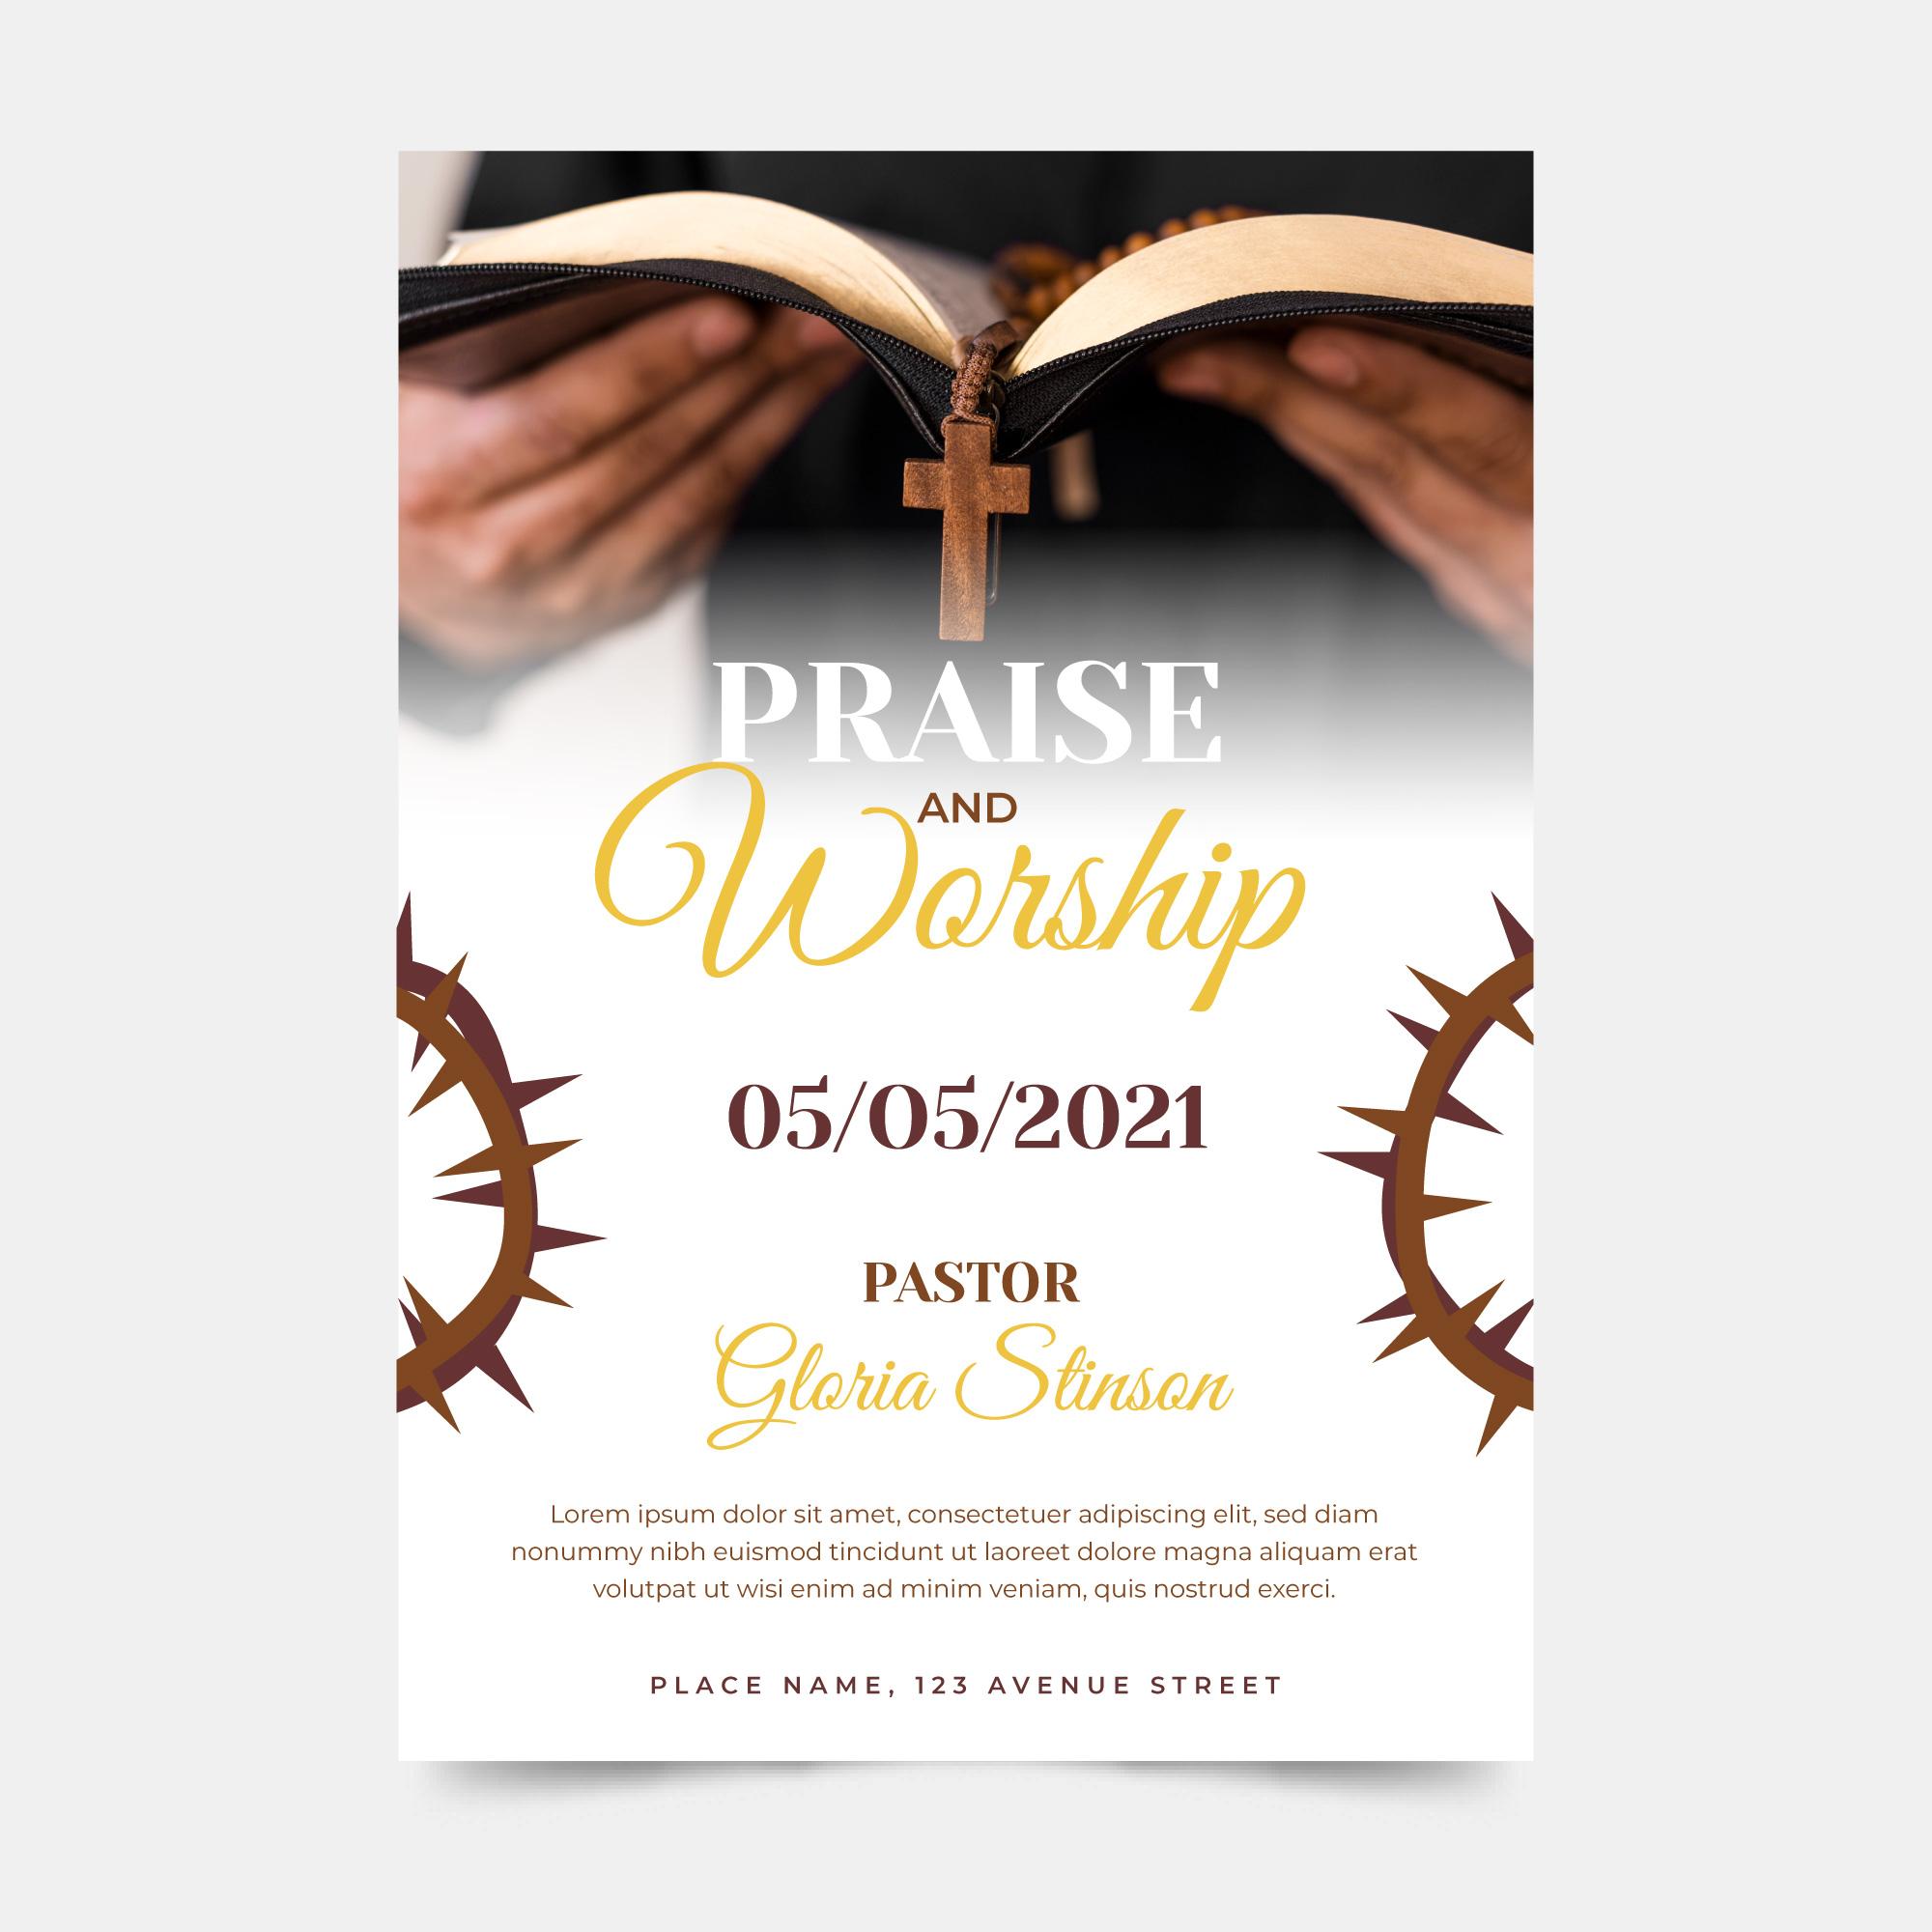 PRAISE
AND
Worship
05/05/2021
PASTOR
Gloria Stinson
Lorem ipsum dolor sit amet, consectetuer adipiscing elit, sed diam
nonummy nibh euismod tincidunt ut laoreet dolore magna aliquam erat
volutpat ut wisi enim ad minim veniam, quis nostrud exerci.
PLACE NAME, 123 AVENUE STREET